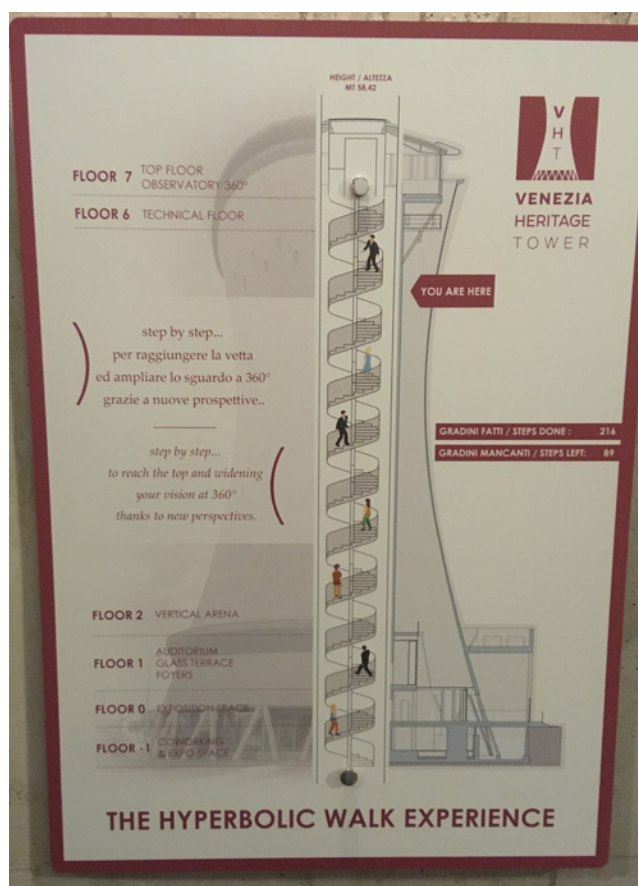 HEIGHT / ALTEZZA
MT 58,42
V
H
T
VENEZIA
HERITAGE
TOWER
FLOOR 7 TOP FLOOR
OBSERVATORY 360°
FLOOR 6 TECHNICAL FLOOR
YOU ARE HERE
step by step...
per raggiungere la vetta
ed ampliare lo sguardo a 360°
grazie a nuove prospettive..
GRADINI FATTI / STEPS DONE : 216
GRADINI MANCANTI / STEPS LEFT: 89
step by step...
to reach the top and widening
your vision at 360°
thanks to new perspectives.
FLOOR 2 VERTICAL ARENA
FLOOR 1 AUDITORIUM
GLASS TERRACE
FOYERS
FLOOR 0 EXPOSITION SPACE
FLOOR -1 COWORKING
& EXPO SPACE
THE HYPERBOLIC WALK EXPERIENCE